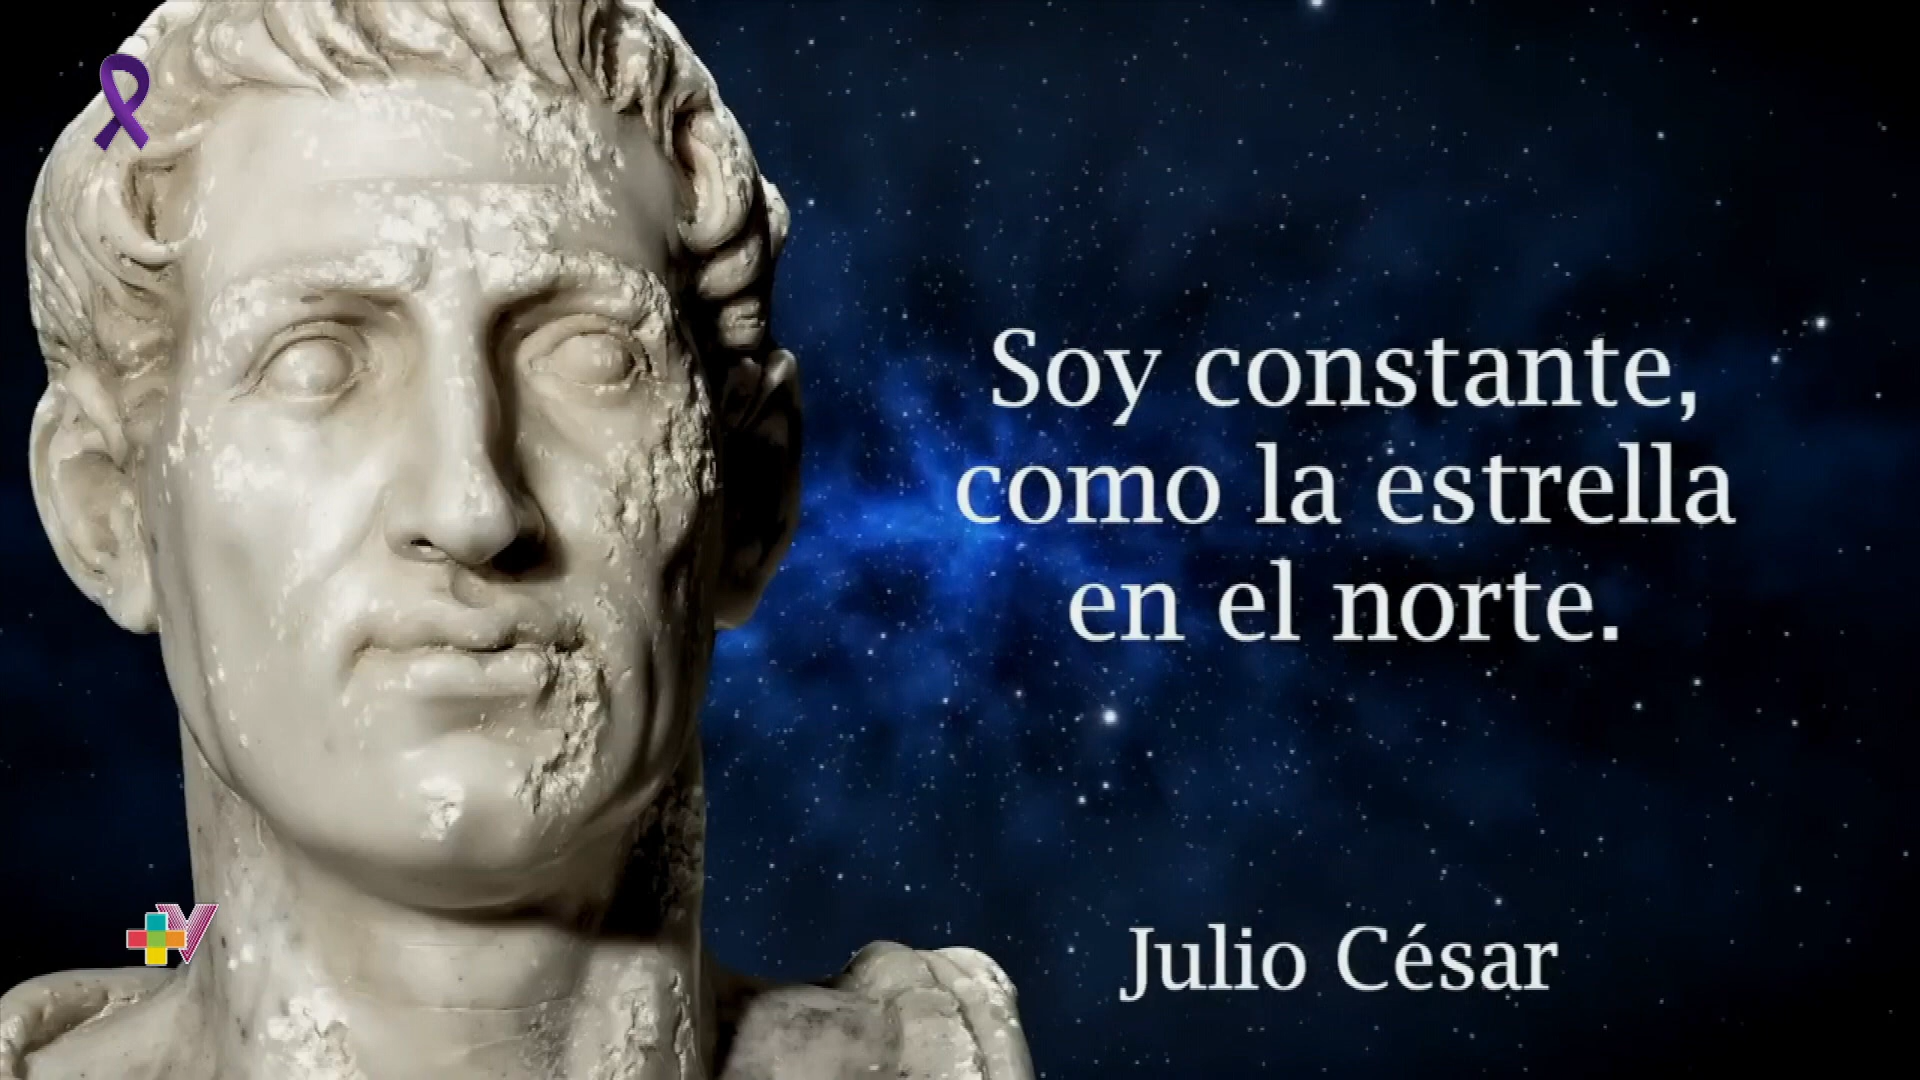 Soy constante,
como la estrella
en el norte.
Julio César